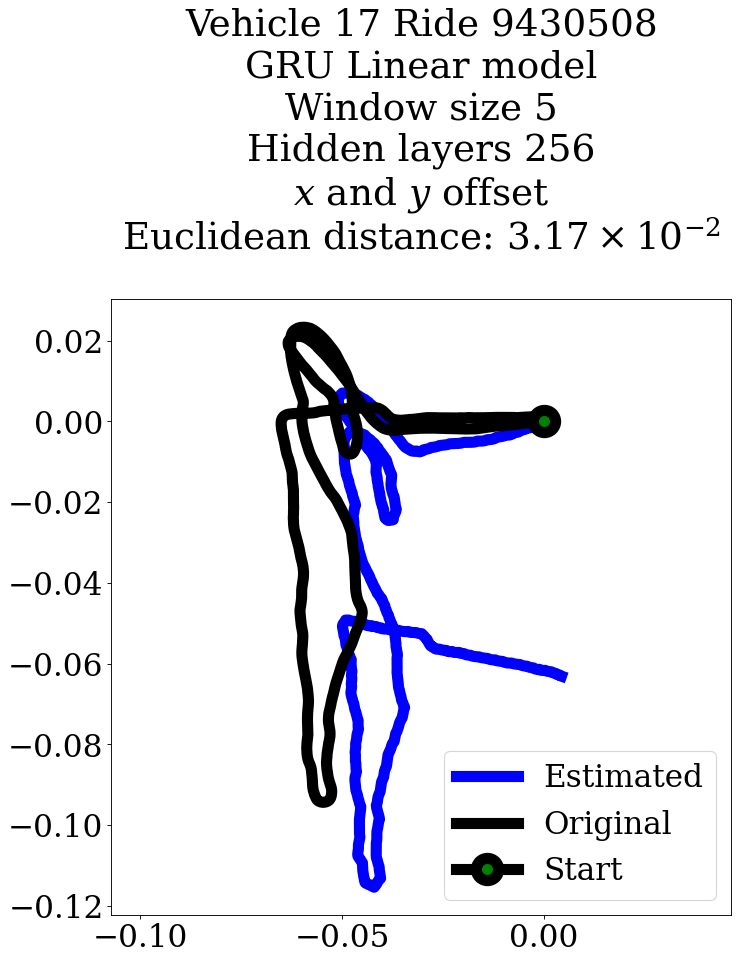 Vehicle 17 Ride 9430508
GRU Linear model
Window size 5
Hidden layers 256
x and y offset
Euclidean distance: 3.17 × 10⁻²
0.02
0.00
−0.02
−0.04
−0.06
−0.08
−0.10
−0.12
Estimated
Original
Start
−0.10 −0.05 0.00